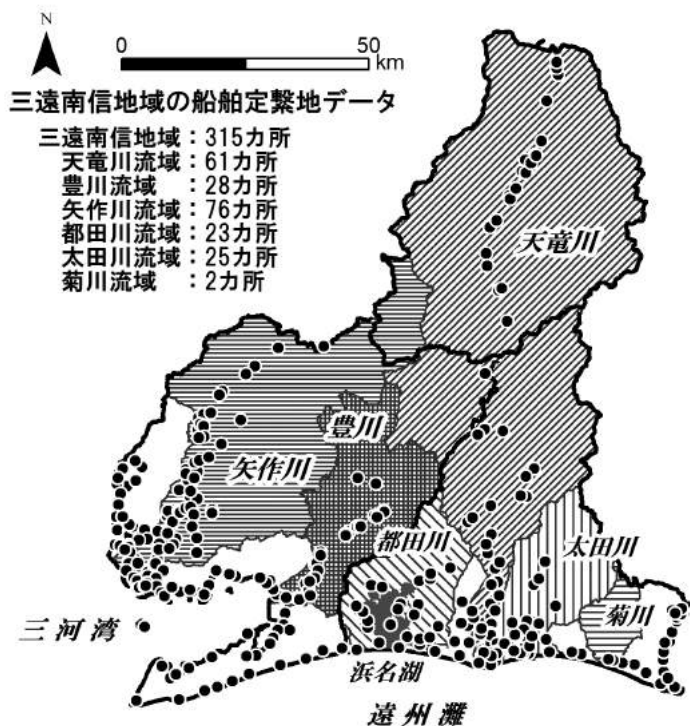 N
0 50
km
三遠南信地域の船舶定繋地データ
三遠南信地域：315カ所
天竜川流域：61カ所
豊川流域　：28カ所
矢作川流域：76カ所
都田川流域：23カ所
太田川流域：25カ所
菊川流域　：2カ所
天竜川
豊川
矢作川
都田川
太田川
菊川
三河湾
浜名湖
遠州灘